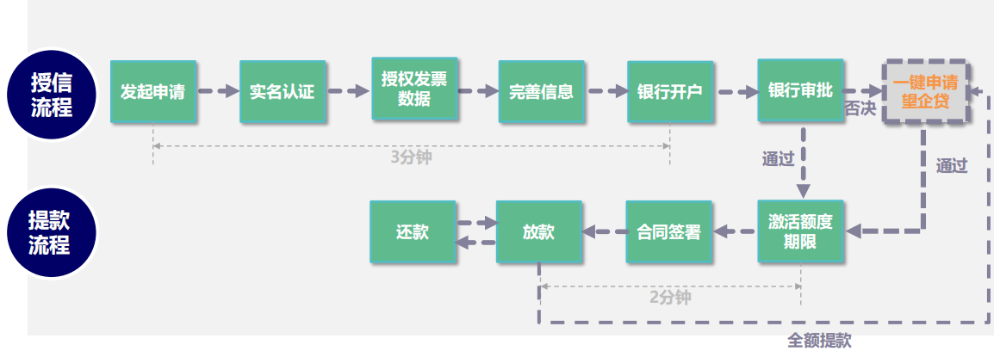 授信
流程
发起申请
实名认证
授权发票
数据
完善信息
银行开户
银行审批
否决
一键申请
望企贷
3分钟
通过
通过
提款
流程
还款
放款
合同签署
激活额度
期限
2分钟
全额提款